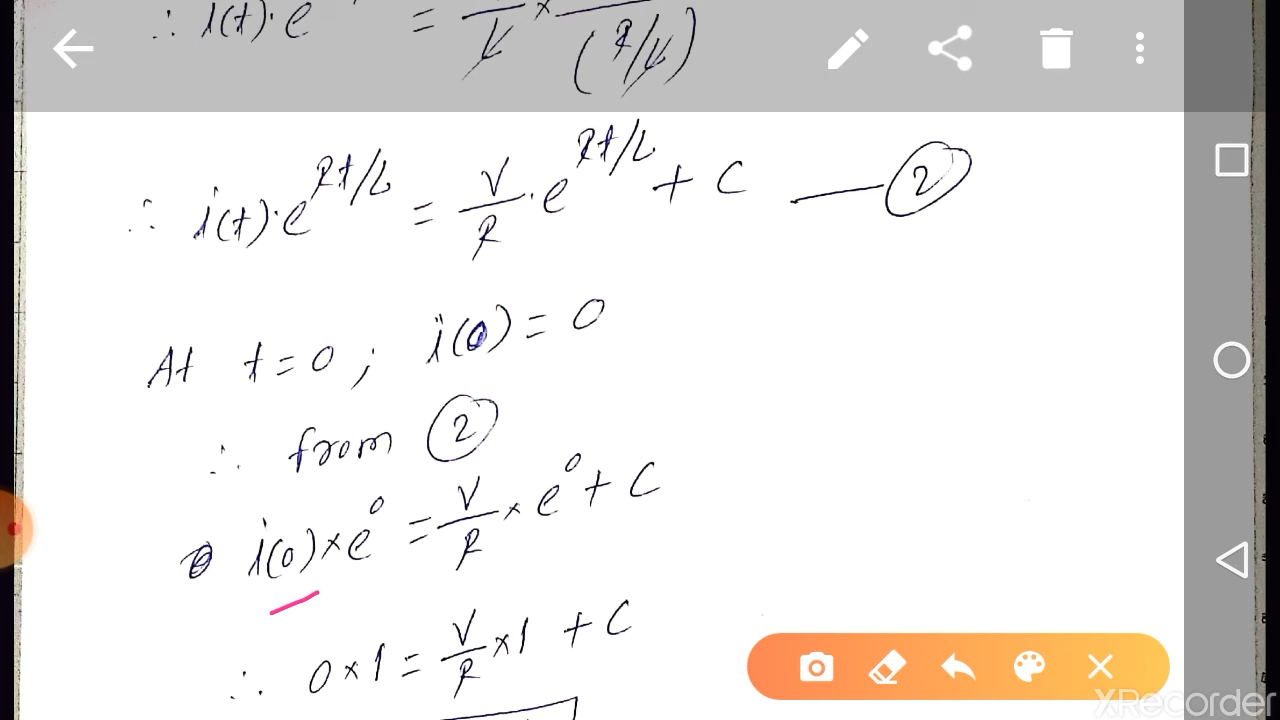 ∴ i(t)·e = V/L × (R/L)
∴ i(t)·e^{Rt/L} = V/R · e^{Rt/L} + C — ②
At t = 0 ; i(0) = 0
∴ from ②
i(0) × e^0 = V/R × e^0 + C
∴ 0 × 1 = V/R × 1 + C
XRecorder